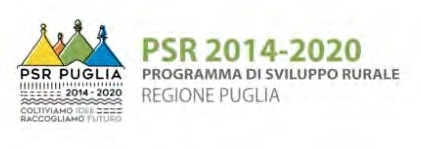 PSR PUGLIA
2014 - 2020
COLTIVIAMO IDEE
RACCOGLIAMO FUTURO
PSR 2014-2020
PROGRAMMA DI SVILUPPO RURALE
REGIONE PUGLIA